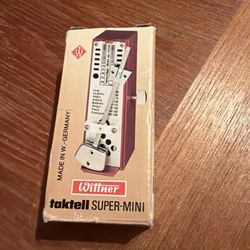 MADE IN W.-GERMANY
Wittner
taktell SUPER-MINI